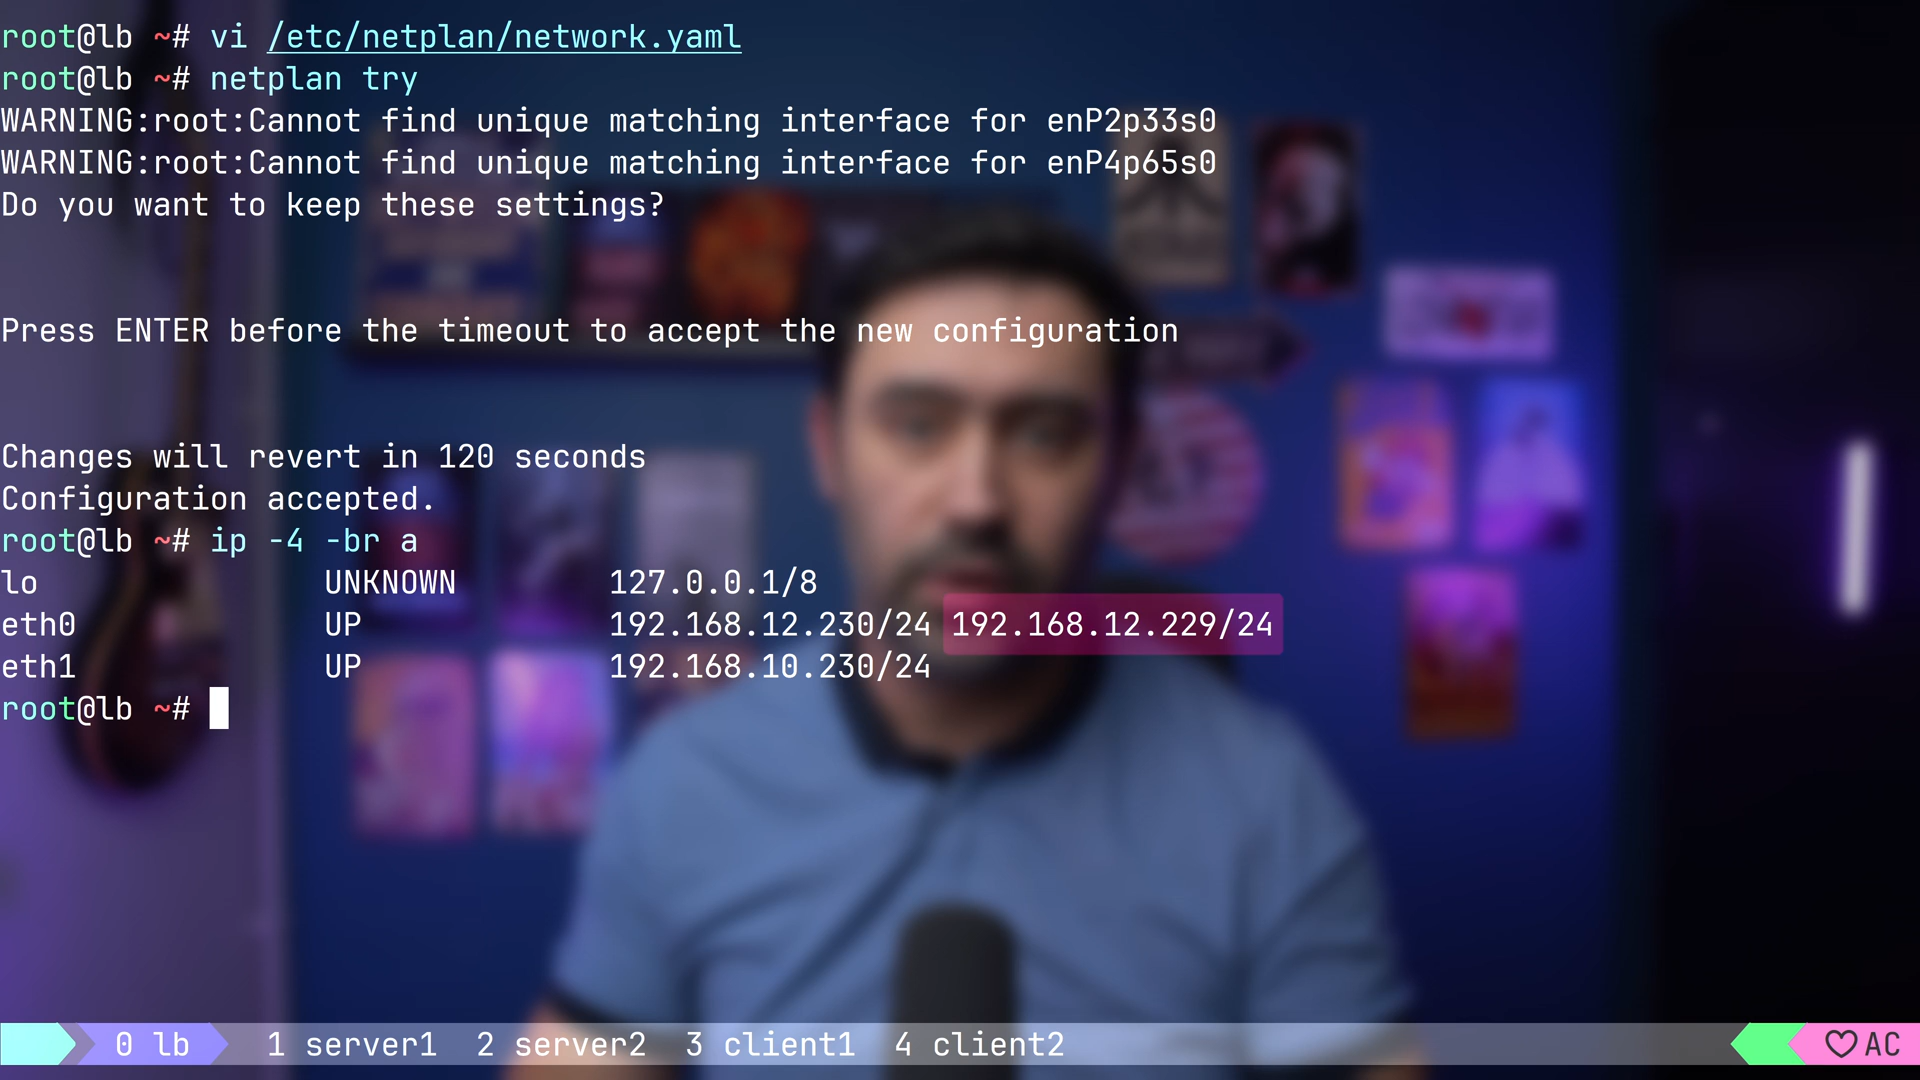 root@lb ~# vi /etc/netplan/network.yaml
root@lb ~# netplan try
WARNING:root:Cannot find unique matching interface for enP2p33s0
WARNING:root:Cannot find unique matching interface for enP4p65s0
Do you want to keep these settings?
Press ENTER before the timeout to accept the new configuration
Changes will revert in 120 seconds
Configuration accepted.
root@lb ~# ip -4 -br a
lo UNKNOWN 127.0.0.1/8
eth0 UP 192.168.12.230/24 192.168.12.229/24
eth1 UP 192.168.10.230/24
root@lb ~#
0 lb 1 server1 2 server2 3 client1 4 client2 ♡ AC